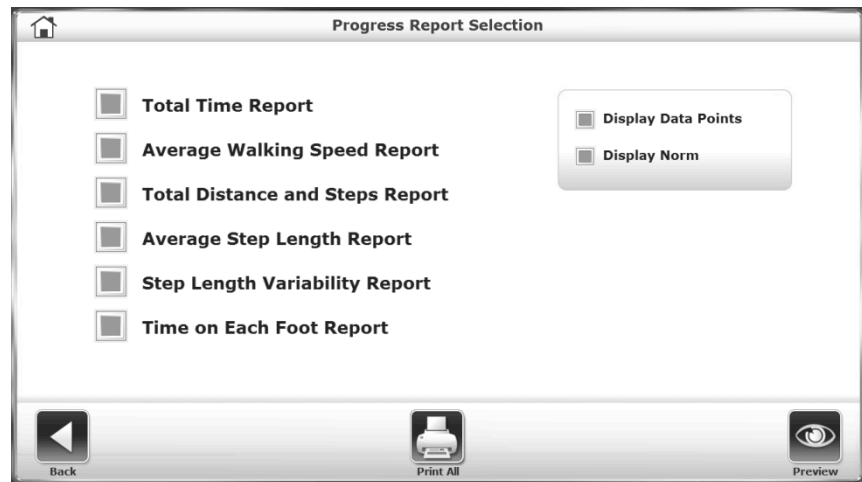 Progress Report Selection
Total Time Report
Average Walking Speed Report
Total Distance and Steps Report
Average Step Length Report
Step Length Variability Report
Time on Each Foot Report
Display Data Points
Display Norm
Back
Print All
Preview